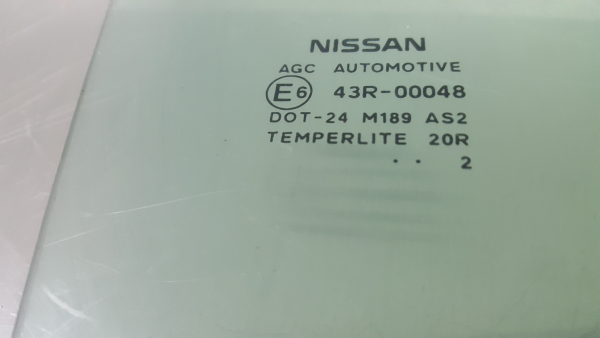 NISSAN
AGC AUTOMOTIVE
E6 43R-00048
DOT-24 M189 AS2
TEMPERLITE 20R
. . 2